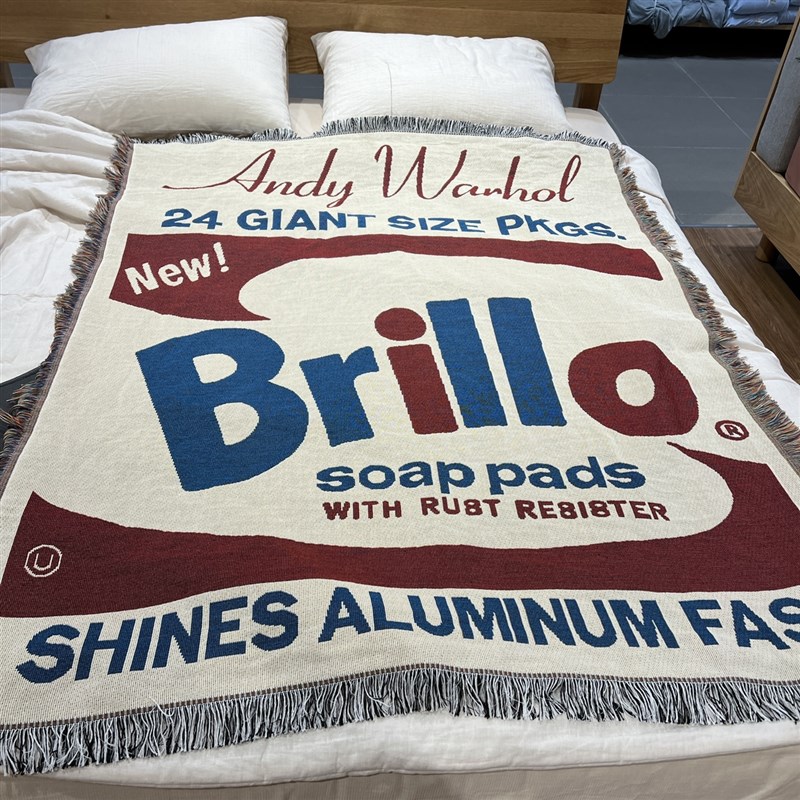 Andy Warhol
24 GIANT SIZE PKGS.
New!
Brillo®
soap pads
WITH RUST RESISTER
U
SHINES ALUMINUM FAS